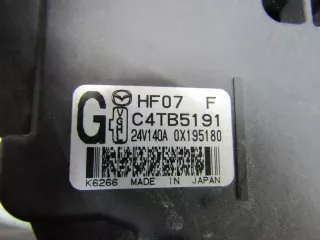 HF07 F
G C4TB5191
24V140A 0X195180
K6266 MADE IN JAPAN